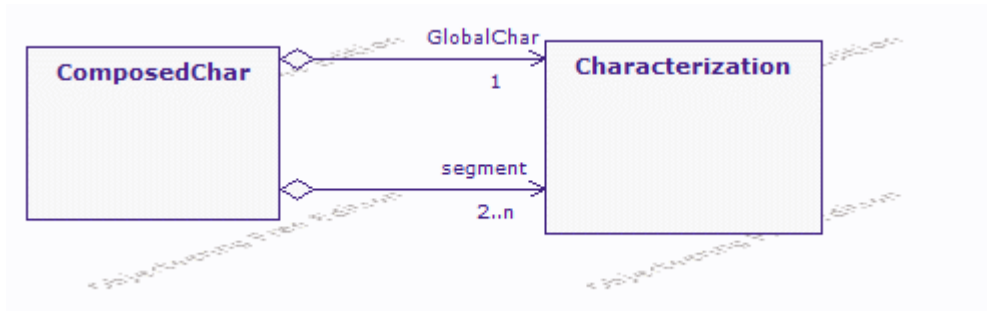 GlobalChar
ComposedChar
Characterization
1
segment
2..n